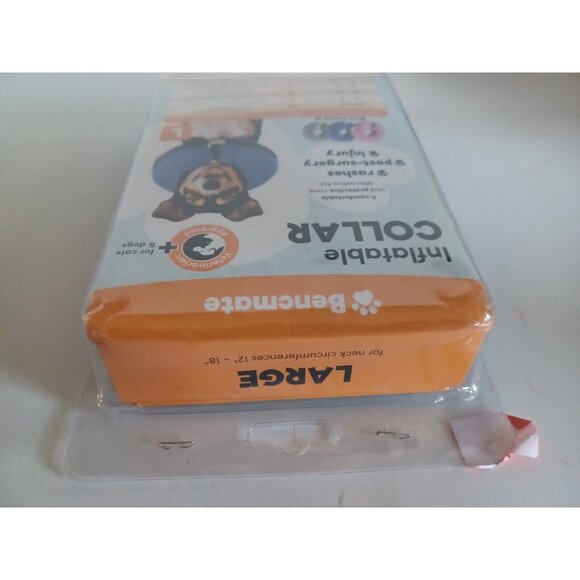 LARGE
for neck circumferences 12" – 18"
Bencmate
Inflatable
COLLAR
Veterinarian
Approved
+ for cats
& dogs
A comfortable
and protective cone
alternative for:
rashes
post-surgery
injury
L